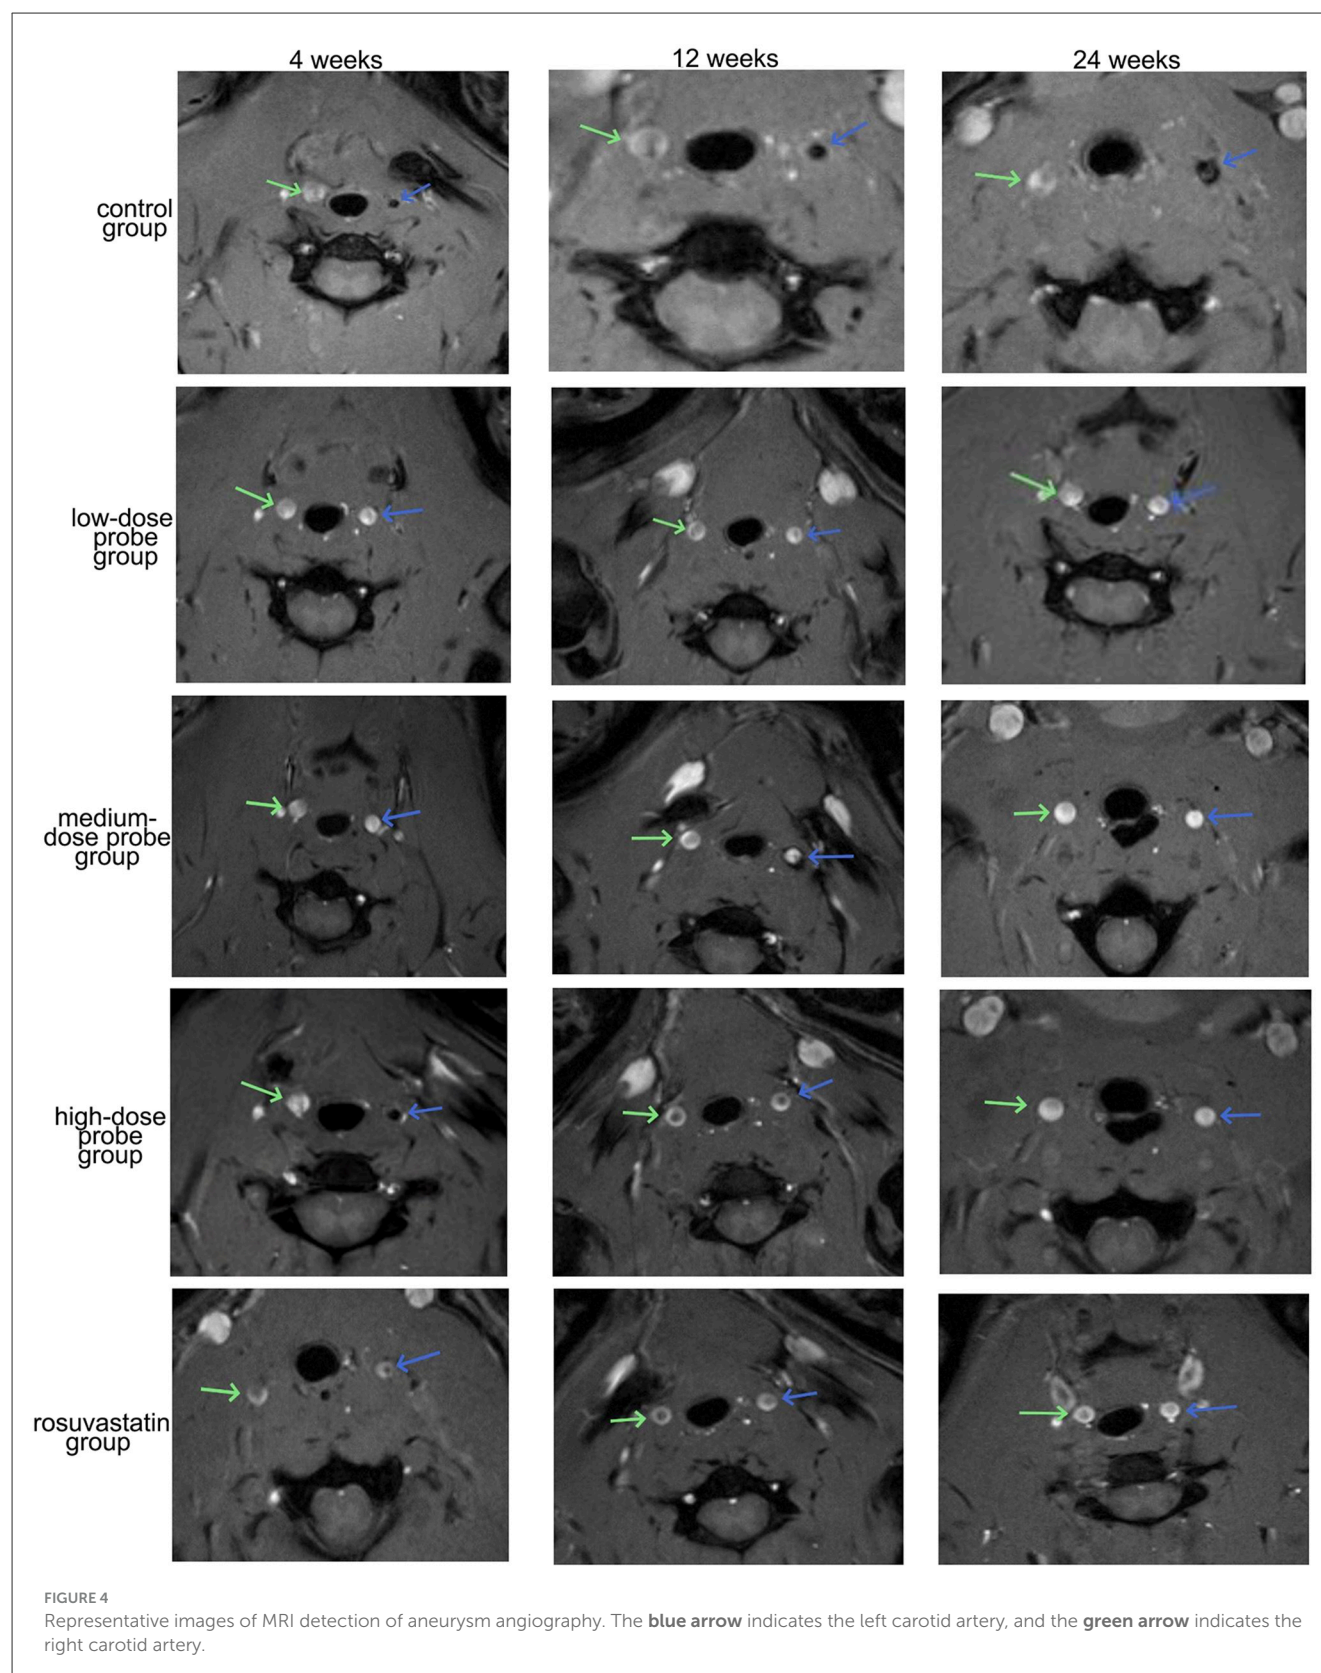 4 weeks 12 weeks 24 weeks
control
group
low-dose
probe
group
medium-
dose probe
group
high-dose
probe
group
rosuvastatin
group
FIGURE 4
Representative images of MRI detection of aneurysm angiography. The blue arrow indicates the left carotid artery, and the green arrow indicates the
right carotid artery.